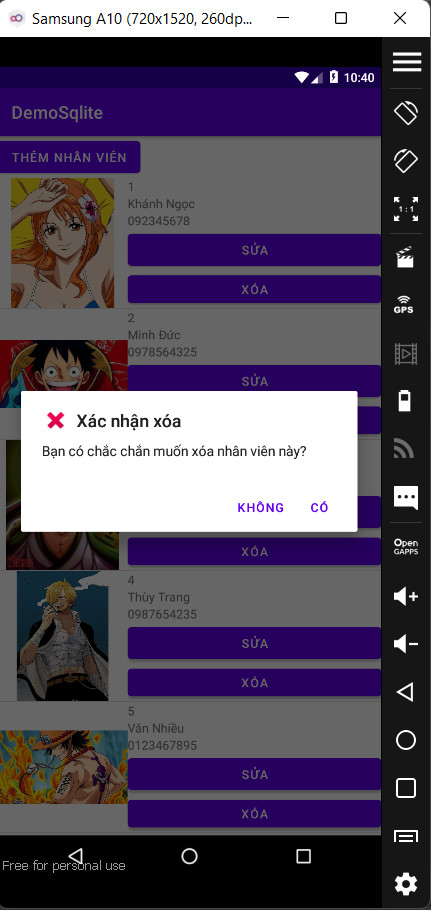 Samsung A10 (720x1520, 260dp...
10:40
DemoSqlite
THÊM NHÂN VIÊN
1
Khánh Ngọc
092345678
SỬA
XÓA
2
Minh Đức
0978564325
SỬA
Xác nhận xóa
Bạn có chắc chắn muốn xóa nhân viên này?
KHÔNG CÓ
XÓA
4
Thùy Trang
0987654235
SỬA
XÓA
5
Văn Nhiều
0123467895
SỬA
XÓA
Free for personal use
1:1
GPS
Open
GAPPS